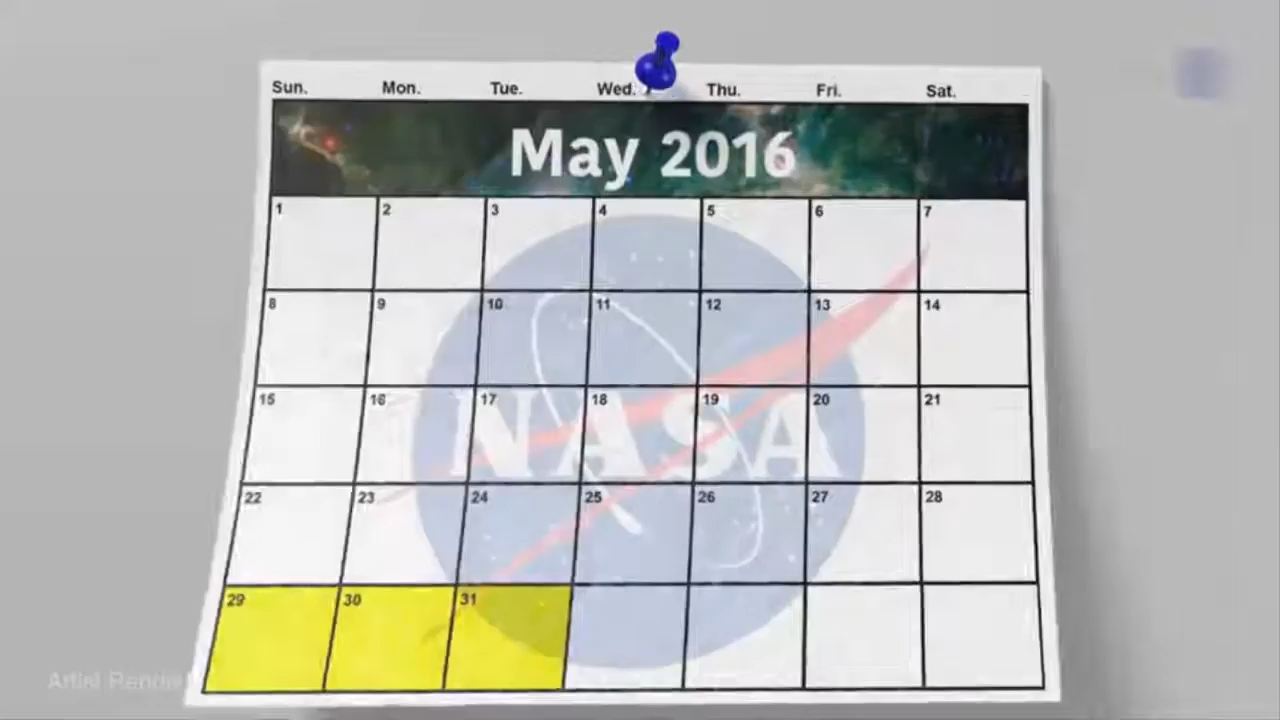 Sun. Mon. Tue. Wed. Thu. Fri. Sat.
May 2016
1 2 3 4 5 6 7
8 9 10 11 12 13 14
15 16 17 18 19 20 21
NASA
22 23 24 25 26 27 28
29 30 31
Artist Render